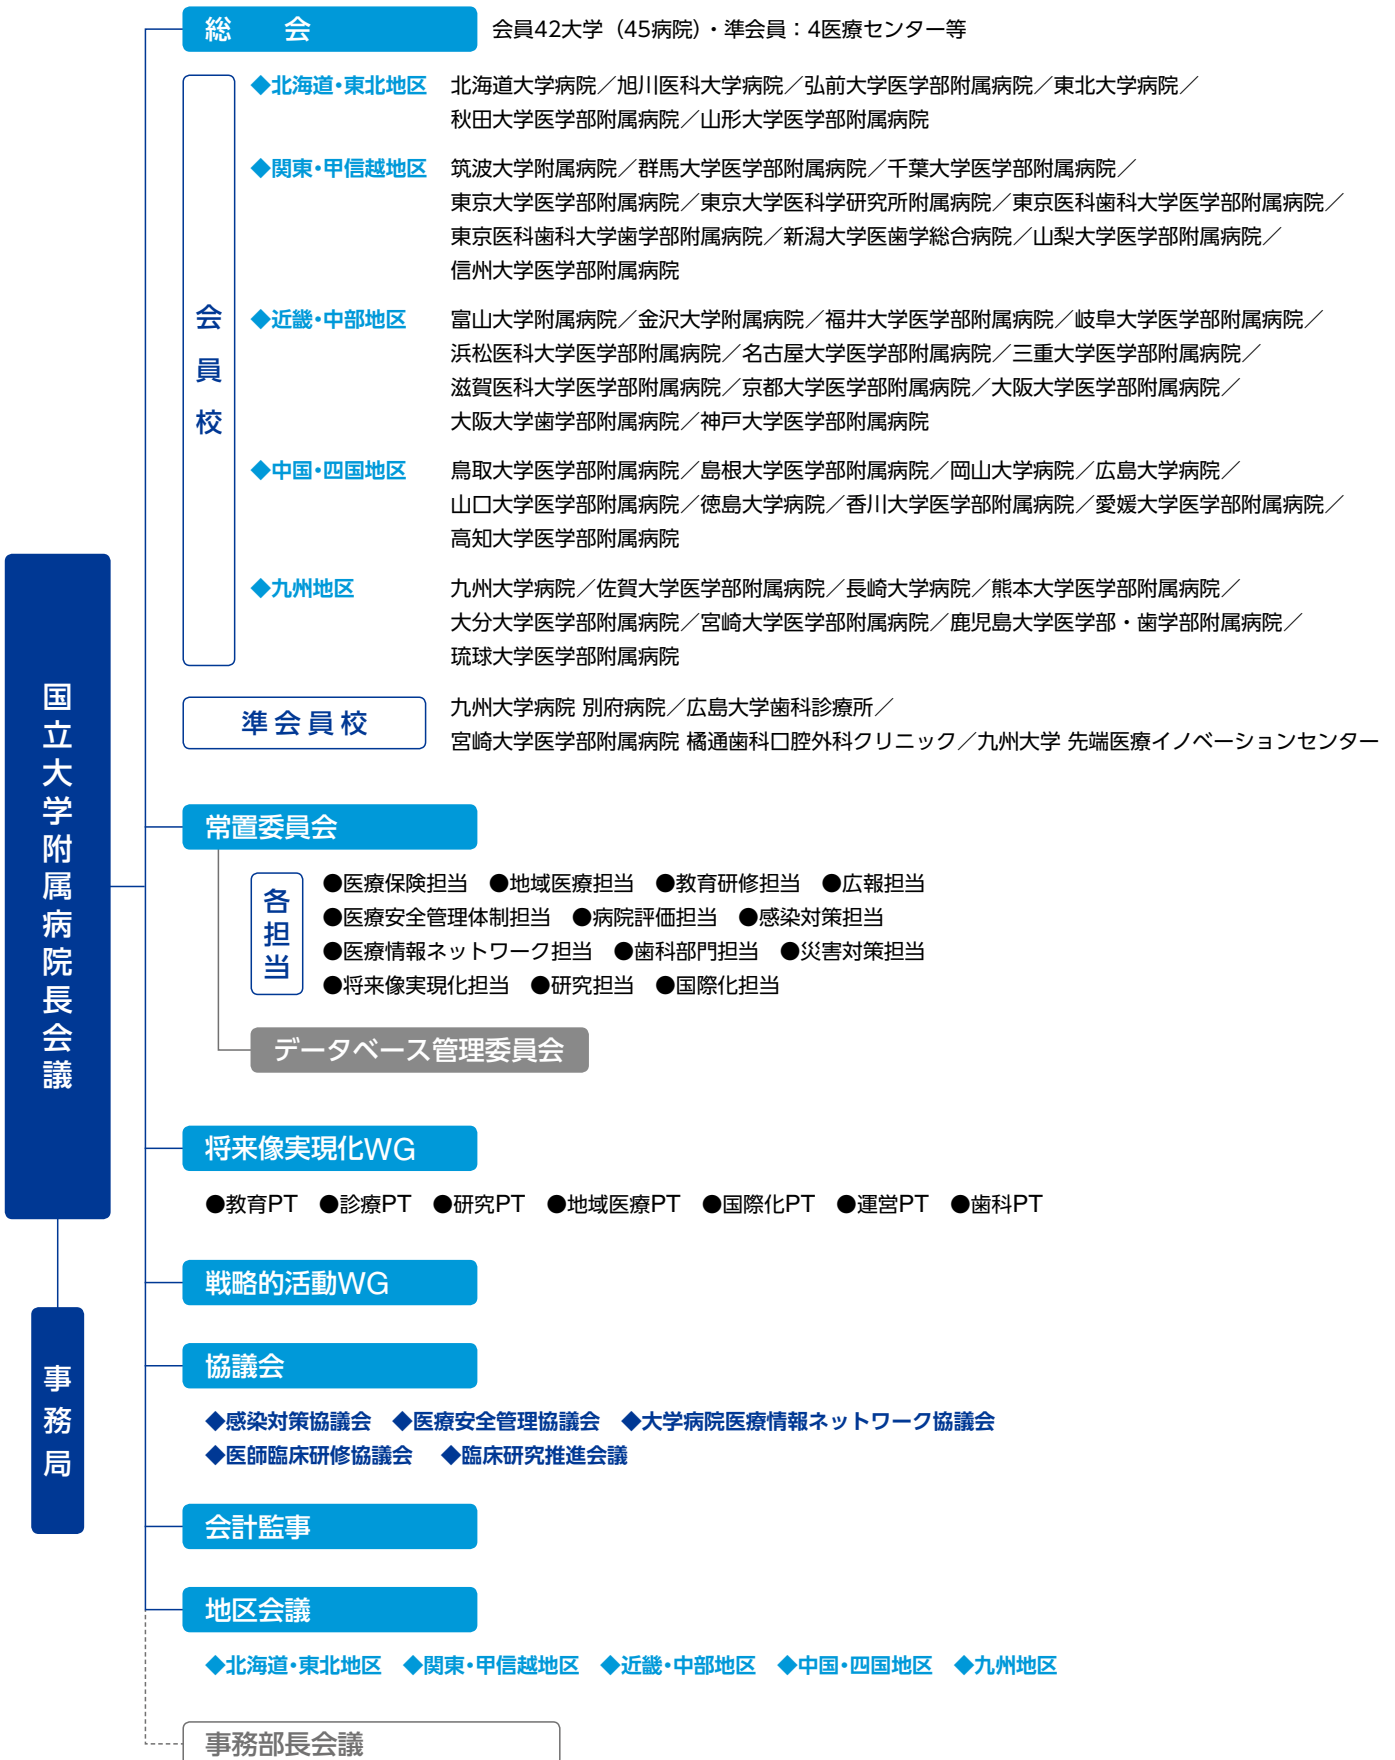 総 会
会員42大学（45病院）・準会員：4医療センター等
会員校
◆北海道・東北地区
北海道大学病院／旭川医科大学病院／弘前大学医学部附属病院／東北大学病院／
秋田大学医学部附属病院／山形大学医学部附属病院
◆関東・甲信越地区
筑波大学附属病院／群馬大学医学部附属病院／千葉大学医学部附属病院／
東京大学医学部附属病院／東京大学医科学研究所附属病院／東京医科歯科大学医学部附属病院／
東京医科歯科大学歯学部附属病院／新潟大学医歯学総合病院／山梨大学医学部附属病院／
信州大学医学部附属病院
◆近畿・中部地区
富山大学附属病院／金沢大学附属病院／福井大学医学部附属病院／岐阜大学医学部附属病院／
浜松医科大学医学部附属病院／名古屋大学医学部附属病院／三重大学医学部附属病院／
滋賀医科大学医学部附属病院／京都大学医学部附属病院／大阪大学医学部附属病院／
大阪大学歯学部附属病院／神戸大学医学部附属病院
◆中国・四国地区
鳥取大学医学部附属病院／島根大学医学部附属病院／岡山大学病院／広島大学病院／
山口大学医学部附属病院／徳島大学病院／香川大学医学部附属病院／愛媛大学医学部附属病院／
高知大学医学部附属病院
◆九州地区
九州大学病院／佐賀大学医学部附属病院／長崎大学病院／熊本大学医学部附属病院／
大分大学医学部附属病院／宮崎大学医学部附属病院／鹿児島大学医学部・歯学部附属病院／
琉球大学医学部附属病院
準会員校
九州大学病院 別府病院／広島大学歯科診療所／
宮崎大学医学部附属病院 橘通歯科口腔外科クリニック／九州大学 先端医療イノベーションセンター
国立大学附属病院長会議
常置委員会
各担当
●医療保険担当 ●地域医療担当 ●教育研修担当 ●広報担当
●医療安全管理体制担当 ●病院評価担当 ●感染対策担当
●医療情報ネットワーク担当 ●歯科部門担当 ●災害対策担当
●将来像実現化担当 ●研究担当 ●国際化担当
データベース管理委員会
将来像実現化WG
●教育PT ●診療PT ●研究PT ●地域医療PT ●国際化PT ●運営PT ●歯科PT
戦略的活動WG
事務局
協議会
◆感染対策協議会 ◆医療安全管理協議会 ◆大学病院医療情報ネットワーク協議会
◆医師臨床研修協議会 ◆臨床研究推進会議
会計監事
地区会議
◆北海道・東北地区 ◆関東・甲信越地区 ◆近畿・中部地区 ◆中国・四国地区 ◆九州地区
事務部長会議